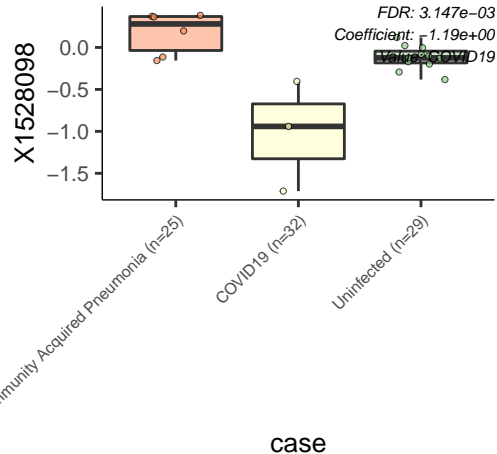 FDR: 3.147e−03
Coefficient: −1.19e+00
Value: COVID19
X1528098
0.0
−0.5
−1.0
−1.5
mmunity Acquired Pneumonia (n=25)
COVID19 (n=32)
Uninfected (n=29)
case